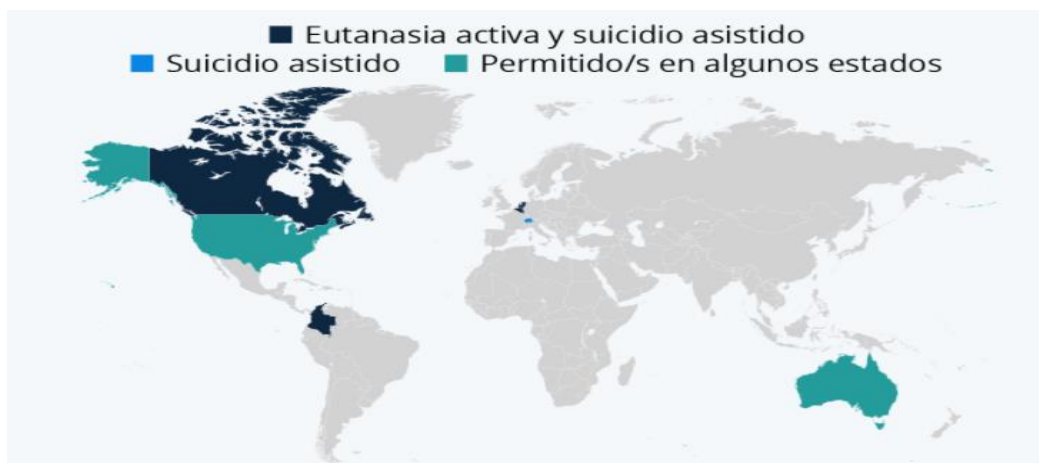 Eutanasia activa y suicidio asistido
Suicidio asistido Permitido/s en algunos estados